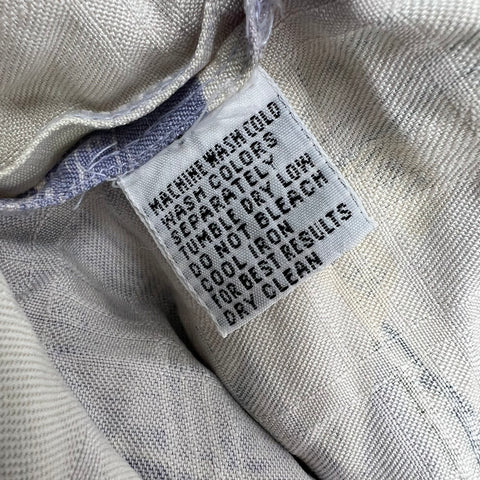 MACHINE WASH COLD
WASH COLORS
SEPARATELY
TUMBLE DRY LOW
DO NOT BLEACH
COOL IRON
FOR BEST RESULTS
DRY CLEAN